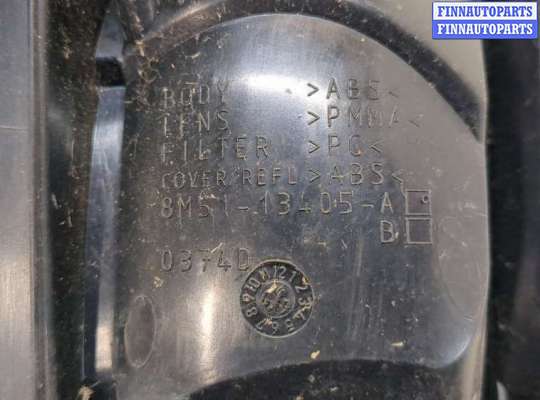 FINNAUTOPARTS
FINNAUTOPARTS
BODY >ABS<
LENS >PMMA<
FILTER >PC<
COVER/REFL >ABS<
8M51-13405-A
B
03740